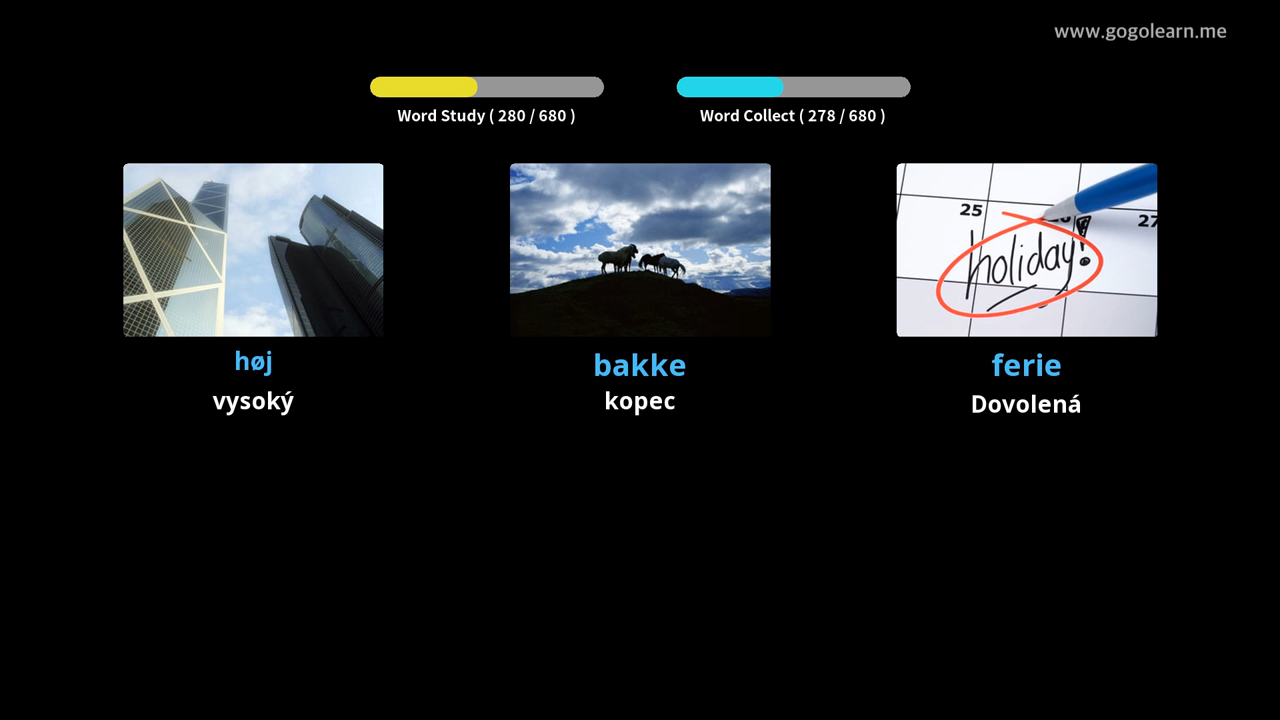 www.gogolearn.me
Word Study ( 280 / 680 )
Word Collect ( 278 / 680 )
25
27
holiday!
høj
bakke
ferie
vysoký
kopec
Dovolená